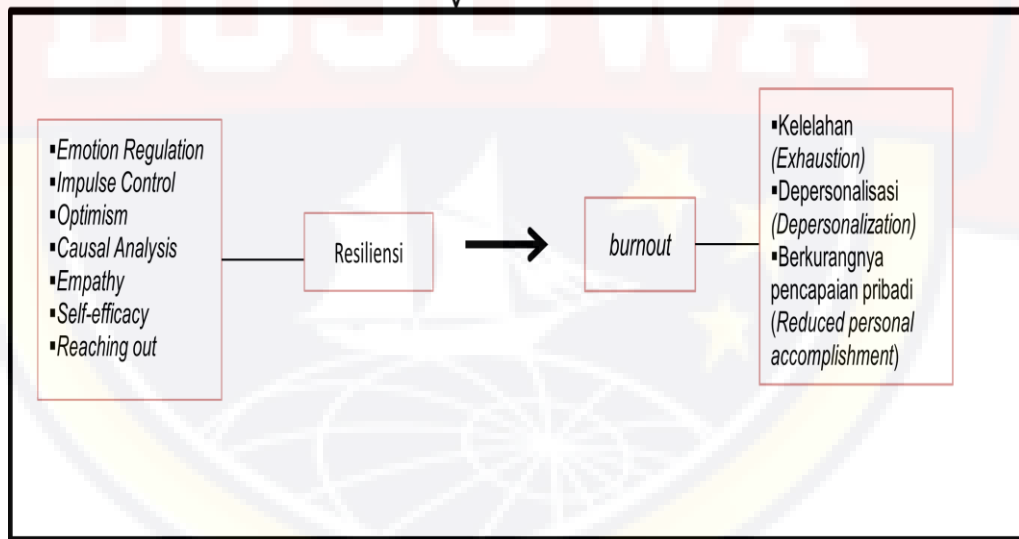 BOSOWA
▪Emotion Regulation
▪Impulse Control
▪Optimism
▪Causal Analysis
▪Empathy
▪Self-efficacy
▪Reaching out
Resiliensi
burnout
▪Kelelahan
(Exhaustion)
▪Depersonalisasi
(Depersonalization)
▪Berkurangnya
pencapaian pribadi
(Reduced personal
accomplishment)